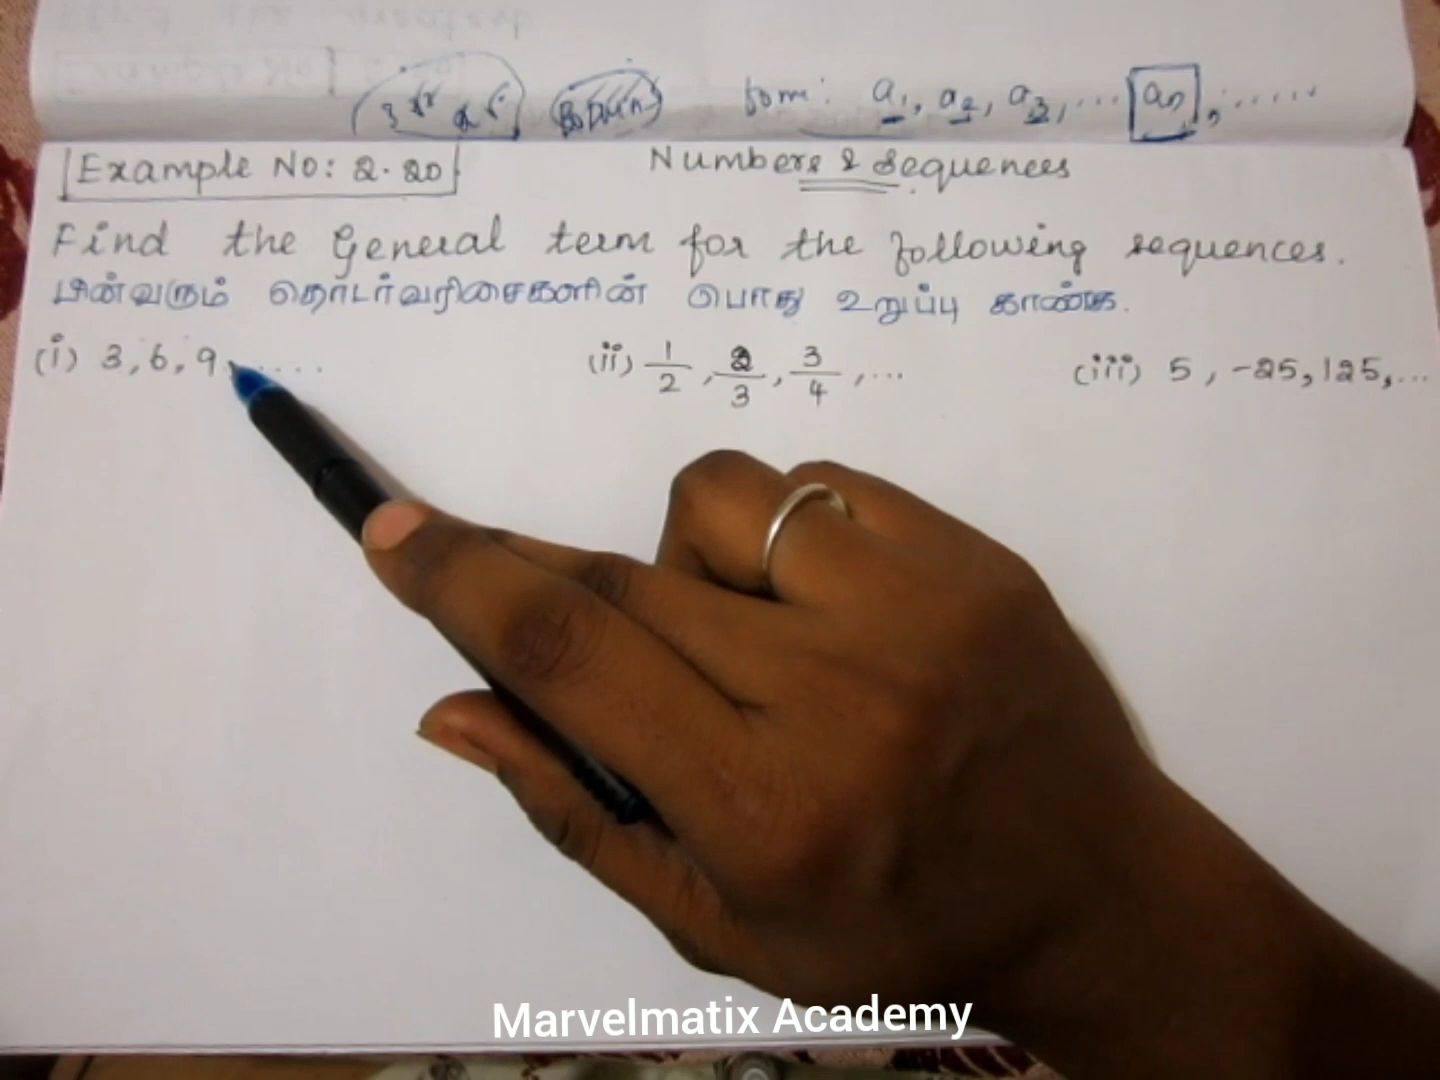 form: a₁, a₂, a₃, ... aₙ, .....
Example No: 2.20
Numbers & Sequences
Find the General term for the following sequences.
பின்வரும் தொடர்வரிசைகளின் பொது உறுப்பு காண்க.
(i) 3, 6, 9, .... (ii) 1/2, 2/3, 3/4, ... (iii) 5, -25, 125, ...
Marvelmatix Academy